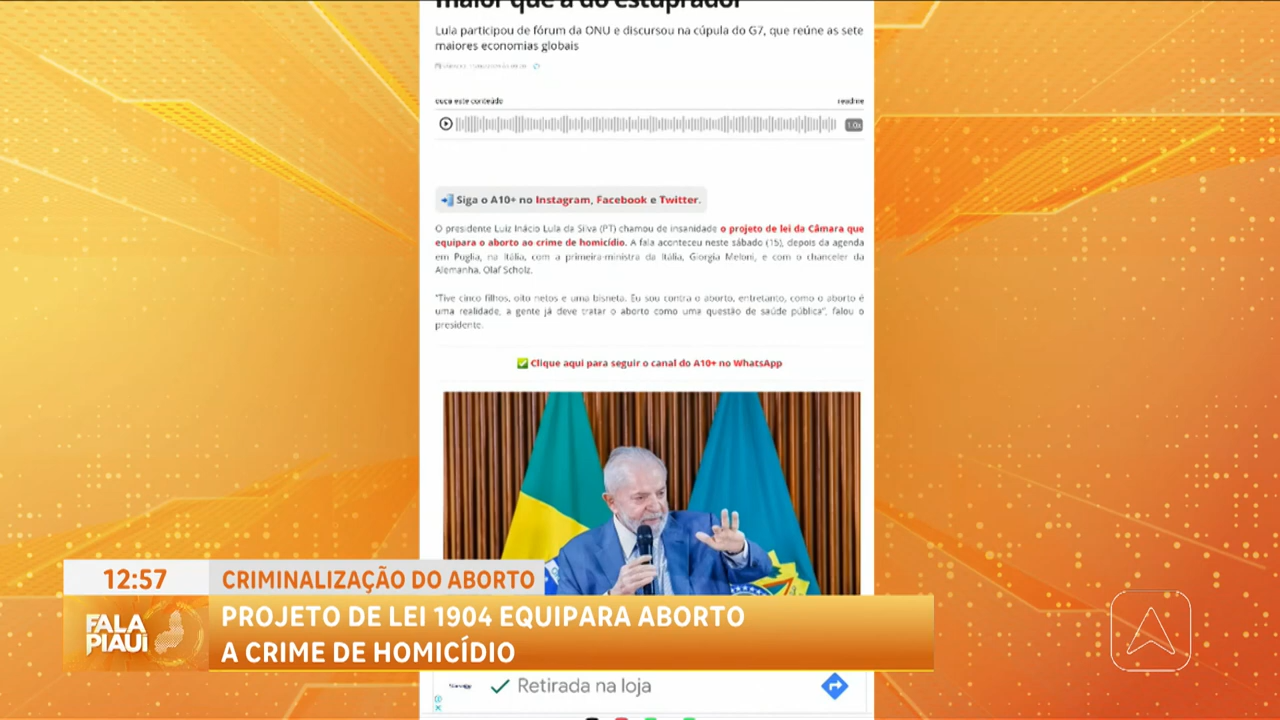 maior que a do estuprador
Lula participou de fórum da ONU e discursou na cúpula do G7, que reúne as sete
maiores economias globais
ouça este conteúdo
readme
1.0x
📲 Siga o A10+ no Instagram, Facebook e Twitter.
O presidente Luiz Inácio Lula da Silva (PT) chamou de insanidade o projeto de lei da Câmara que
equipara o aborto ao crime de homicídio. A fala aconteceu neste sábado (15), depois da agenda
em Puglia, na Itália, com a primeira-ministra da Itália, Giorgia Meloni, e com o chanceler da
Alemanha, Olaf Scholz.
"Tive cinco filhos, oito netos e uma bisneta. Eu sou contra o aborto, entretanto, como o aborto é
uma realidade, a gente já deve tratar o aborto como uma questão de saúde pública", falou o
presidente.
✅ Clique aqui para seguir o canal do A10+ no WhatsApp
12:57
CRIMINALIZAÇÃO DO ABORTO
FALA
PIAUÍ
PROJETO DE LEI 1904 EQUIPARA ABORTO
A CRIME DE HOMICÍDIO
Retirada na loja